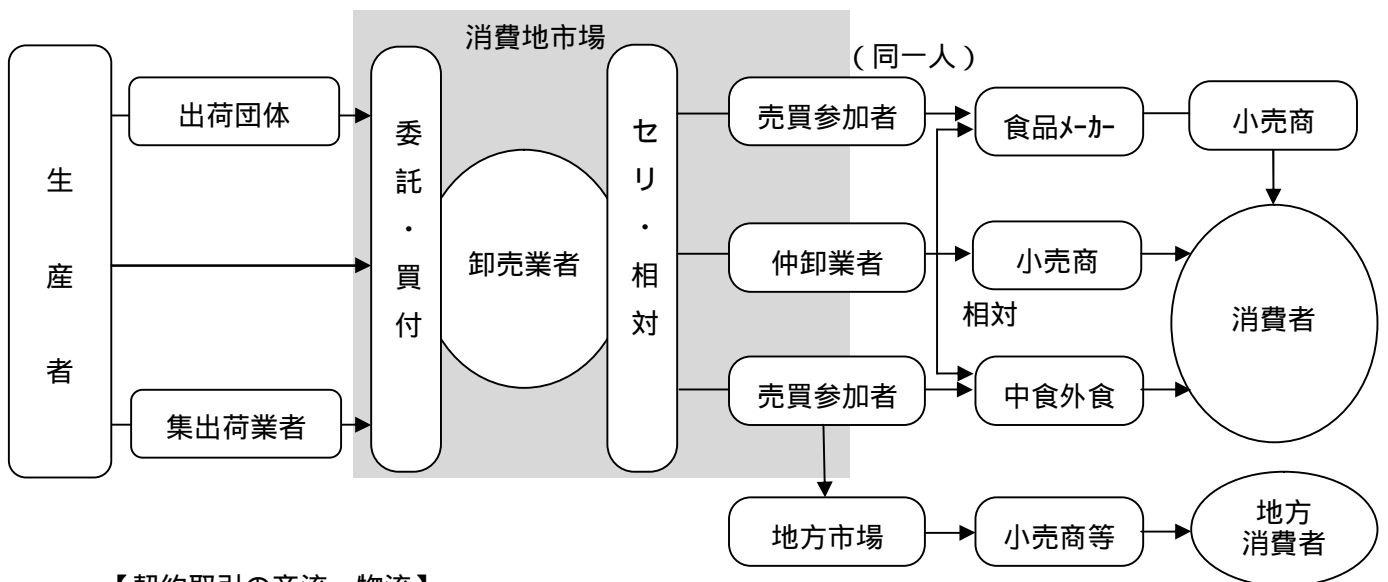 消費地市場
(同一人)
生産者
出荷団体
集出荷業者
委託・買付
卸売業者
セリ・相対
売買参加者
仲卸業者
売買参加者
食品メーカー
小売商
小売商
相対
中食外食
消費者
地方市場
小売商等
地方
消費者